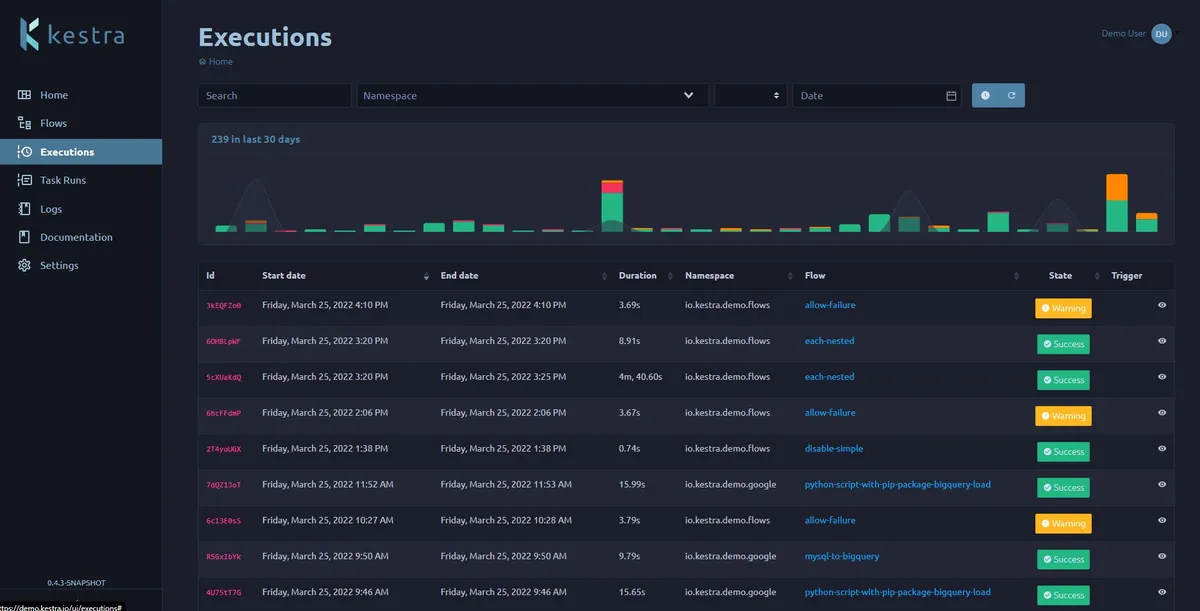 kestra
Executions
Home
Demo User DU
Home
Flows
Executions
Task Runs
Logs
Documentation
Settings
Search Namespace Date
239 in last 30 days
Id Start date End date Duration Namespace Flow State Trigger
3kEQFZo0 Friday, March 25, 2022 4:10 PM Friday, March 25, 2022 4:10 PM 3.69s io.kestra.demo.flows allow-failure Warning
6OH8LpWF Friday, March 25, 2022 3:20 PM Friday, March 25, 2022 3:20 PM 8.91s io.kestra.demo.flows each-nested Success
5cXUaKdQ Friday, March 25, 2022 3:20 PM Friday, March 25, 2022 3:25 PM 4m, 40.60s io.kestra.demo.flows each-nested Success
6hcFFdmP Friday, March 25, 2022 2:06 PM Friday, March 25, 2022 2:06 PM 3.67s io.kestra.demo.flows allow-failure Warning
2T4yoUGX Friday, March 25, 2022 1:38 PM Friday, March 25, 2022 1:38 PM 0.74s io.kestra.demo.flows disable-simple Success
7dQZ1JoT Friday, March 25, 2022 11:52 AM Friday, March 25, 2022 11:53 AM 15.99s io.kestra.demo.google python-script-with-pip-package-bigquery-load Success
6c13E0sS Friday, March 25, 2022 10:27 AM Friday, March 25, 2022 10:28 AM 3.79s io.kestra.demo.flows allow-failure Warning
R5GxIbYk Friday, March 25, 2022 9:50 AM Friday, March 25, 2022 9:50 AM 9.79s io.kestra.demo.google mysql-to-bigquery Success
4U75tT7G Friday, March 25, 2022 9:46 AM Friday, March 25, 2022 9:46 AM 15.65s io.kestra.demo.google python-script-with-pip-package-bigquery-load Success
0.4.3-SNAPSHOT
ttps://demo.kestra.io/ui/executions#